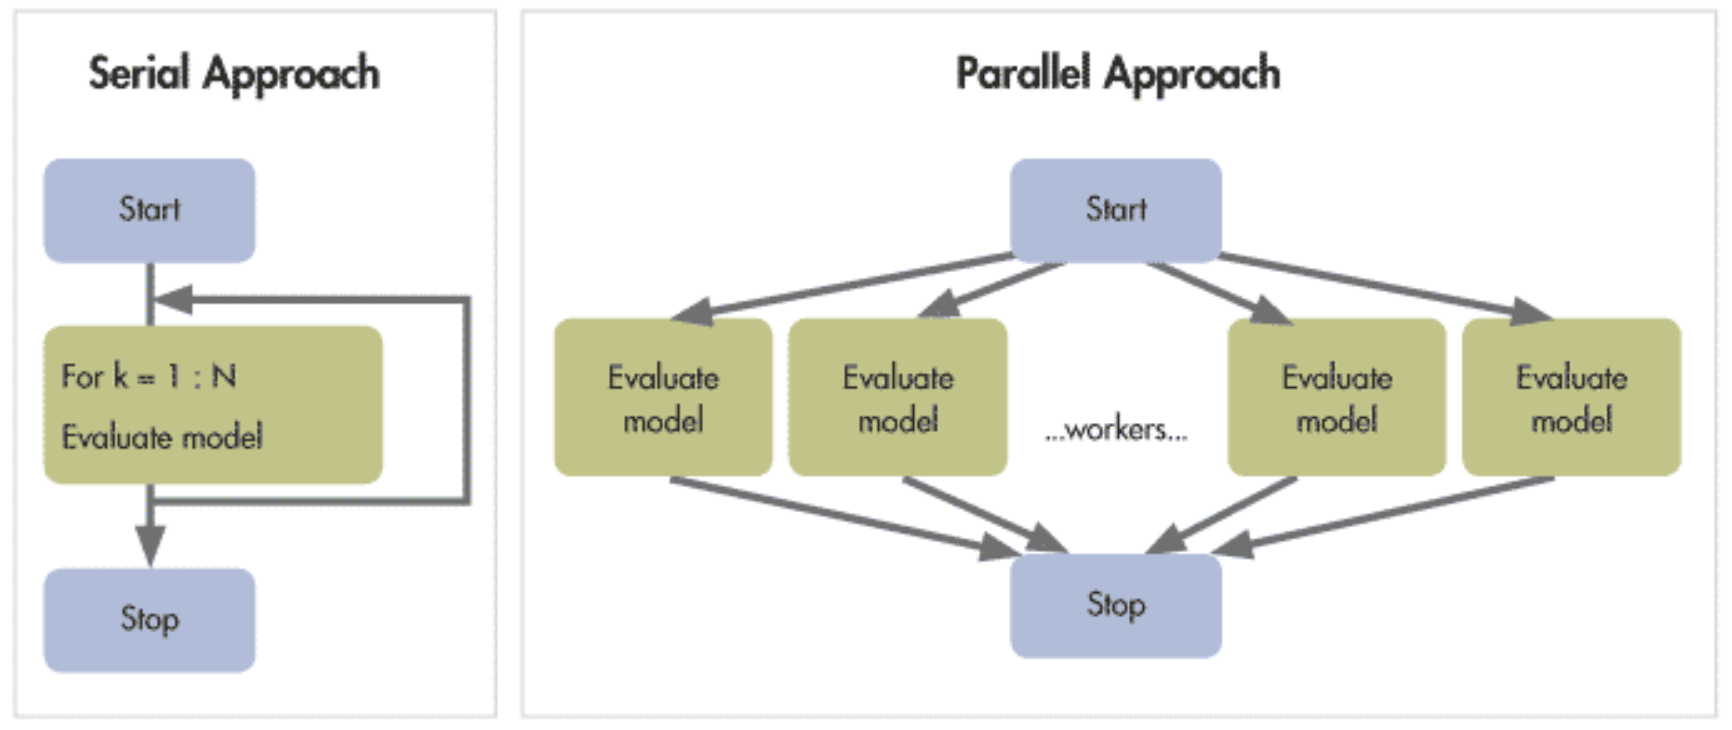 Serial Approach
Start
For k = 1 : N
Evaluate model
Stop
Parallel Approach
Start
Evaluate
model
Evaluate
model
...workers...
Evaluate
model
Evaluate
model
Stop